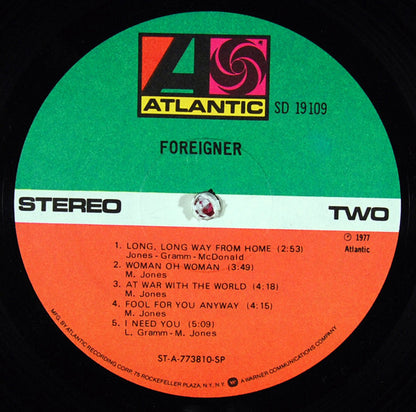 ATLANTIC
SD 19109
FOREIGNER
STEREO
TWO
℗ 1977
Atlantic
1. LONG, LONG WAY FROM HOME (2:53)
Jones - Gramm - McDonald
2. WOMAN OH WOMAN (3:49)
M. Jones
3. AT WAR WITH THE WORLD (4:18)
M. Jones
4. FOOL FOR YOU ANYWAY (4:15)
M. Jones
5. I NEED YOU (5:09)
L. Gramm - M. Jones
ST-A-773810-SP
MFG. BY ATLANTIC RECORDING CORP., 75 ROCKEFELLER PLAZA, N.Y., N.Y. A WARNER COMMUNICATIONS COMPANY